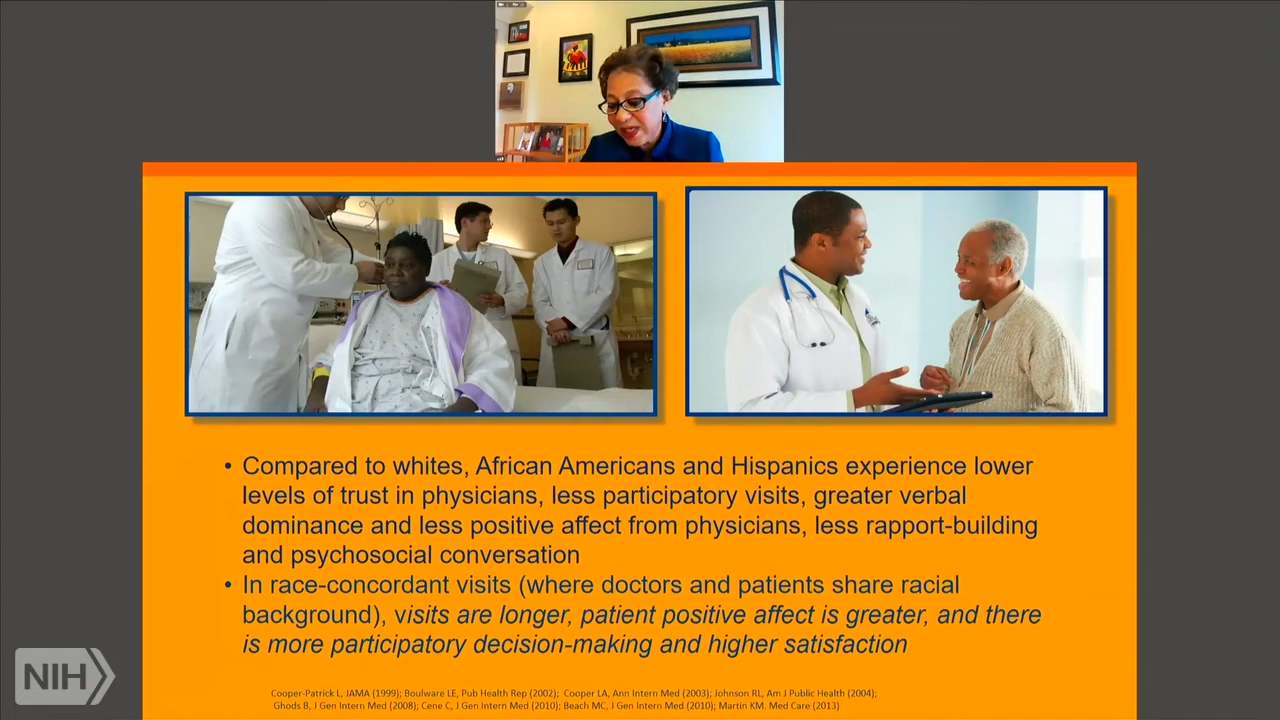 • Compared to whites, African Americans and Hispanics experience lower
levels of trust in physicians, less participatory visits, greater verbal
dominance and less positive affect from physicians, less rapport-building
and psychosocial conversation
• In race-concordant visits (where doctors and patients share racial
background), visits are longer, patient positive affect is greater, and there
is more participatory decision-making and higher satisfaction
NIH
Cooper-Patrick L, JAMA (1999); Boulware LE, Pub Health Rep (2002); Cooper LA, Ann Intern Med (2003); Johnson RL, Am J Public Health (2004);
Ghods B, J Gen Intern Med (2008); Cene C, J Gen Intern Med (2010); Beach MC, J Gen Intern Med (2010); Martin KM. Med Care (2013)